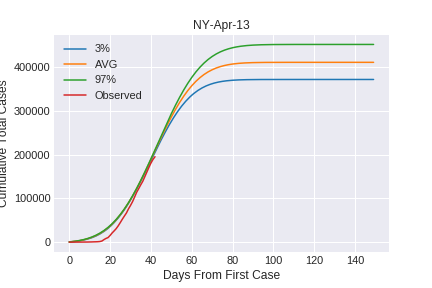 NY-Apr-13
3%
AVG
97%
Observed
Cumulative Total Cases
400000
300000
200000
100000
0
0 20 40 60 80 100 120 140
Days From First Case